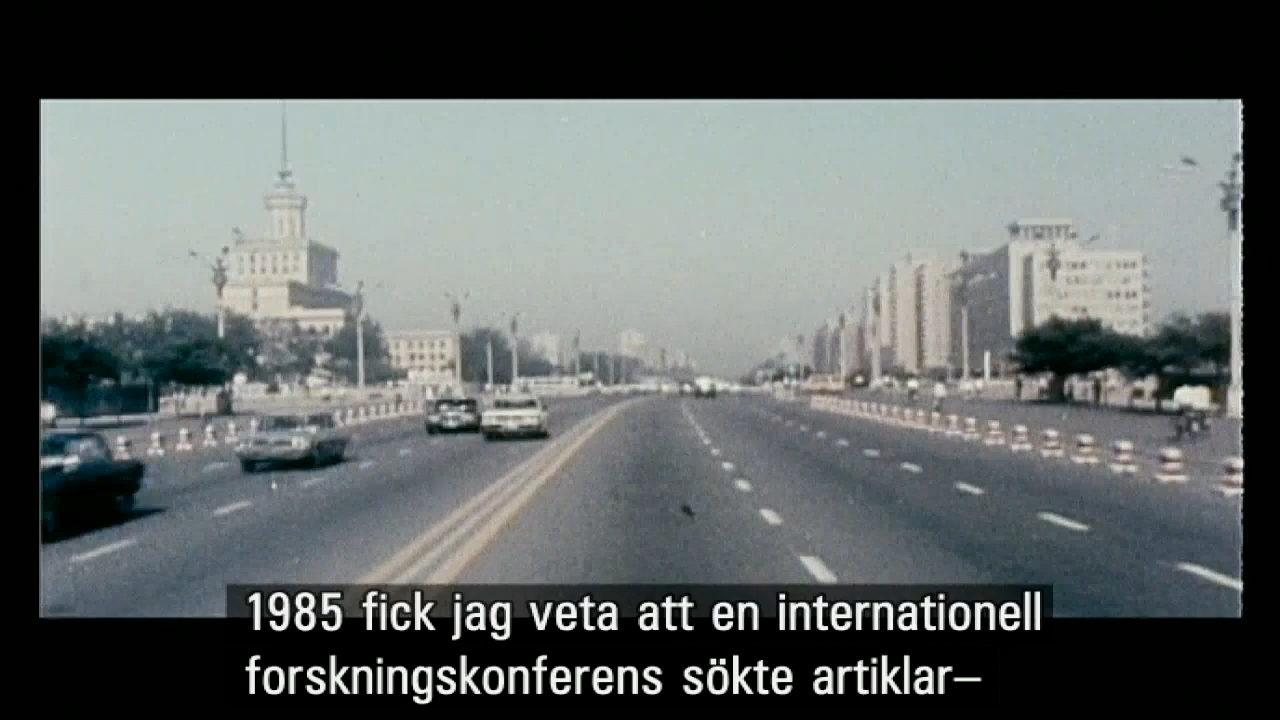 1985 fick jag veta att en internationell
forskningskonferens sökte artiklar–